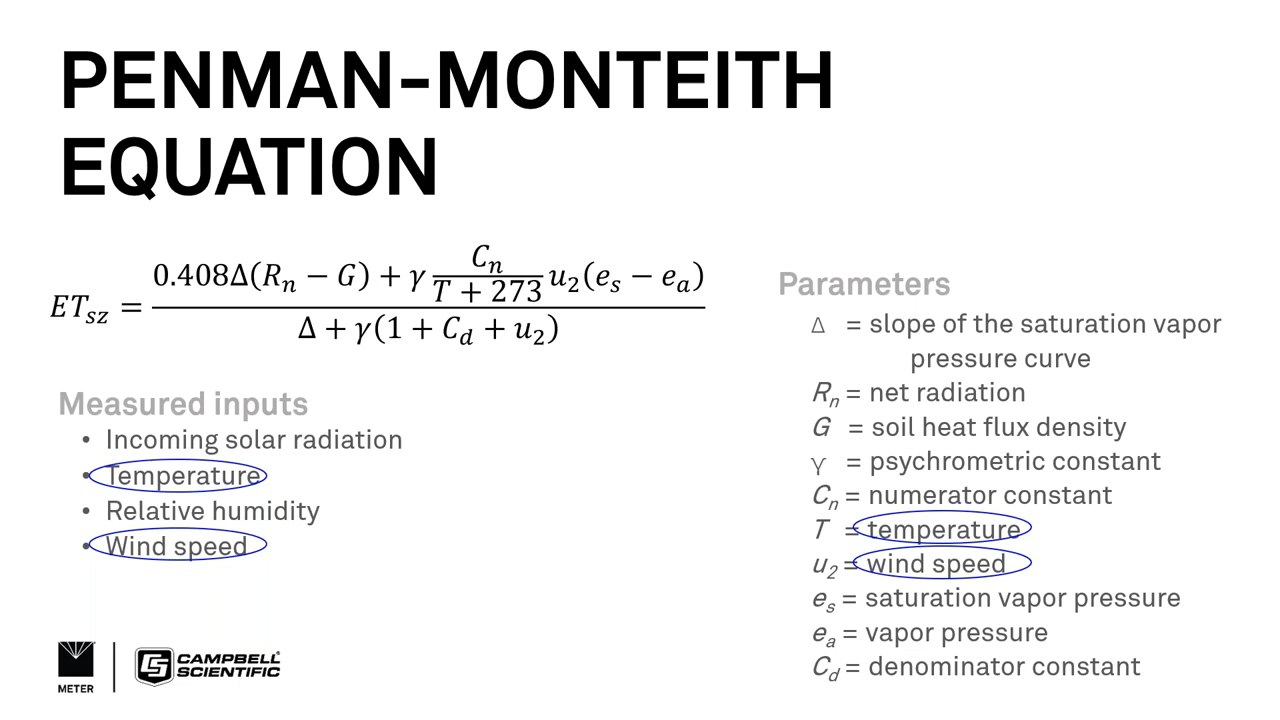 PENMAN-MONTEITH
EQUATION
ET_sz = (0.408Δ(R_n − G) + γ (C_n / (T + 273)) u_2(e_s − e_a)) / (Δ + γ(1 + C_d + u_2))
Measured inputs
• Incoming solar radiation
• Temperature
• Relative humidity
• Wind speed
Parameters
Δ = slope of the saturation vapor
pressure curve
R_n = net radiation
G = soil heat flux density
γ = psychrometric constant
C_n = numerator constant
T = temperature
u_2 = wind speed
e_s = saturation vapor pressure
e_a = vapor pressure
C_d = denominator constant
METER
CAMPBELL
SCIENTIFIC